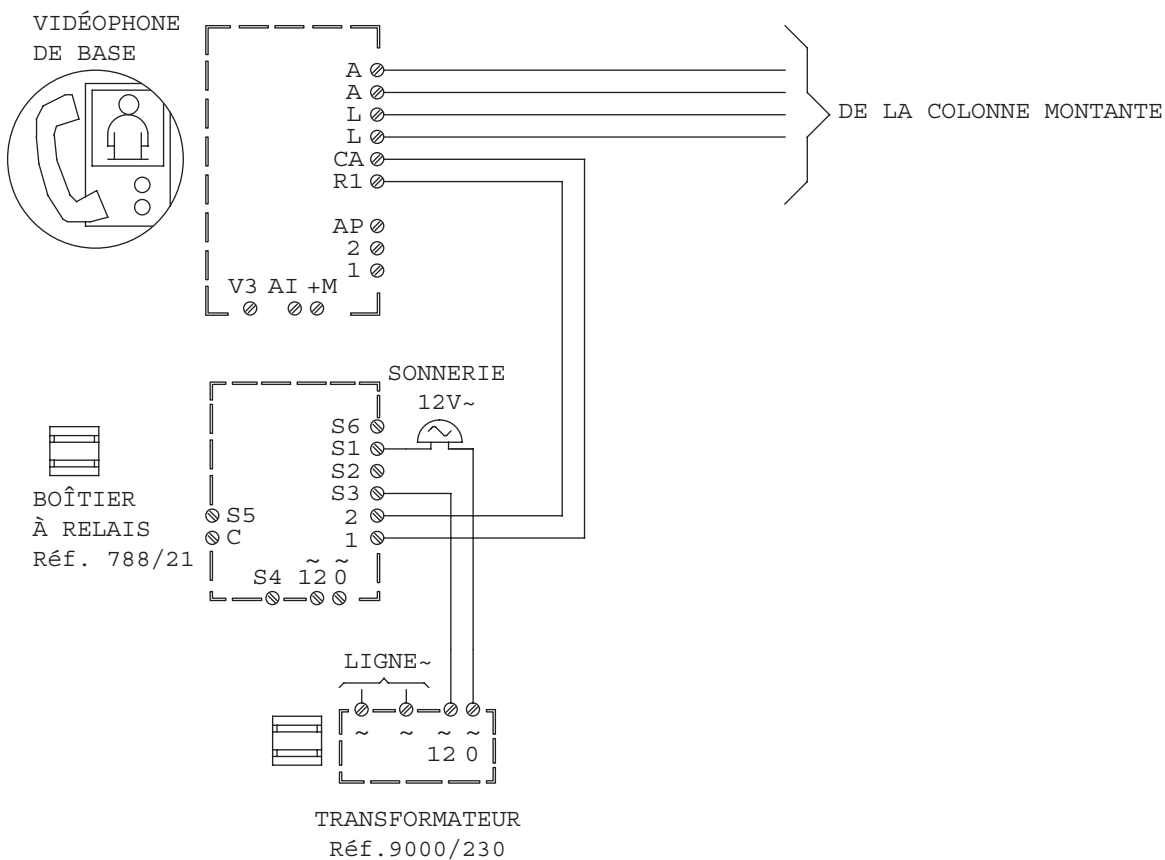 VIDÉOPHONE
DE BASE
A
A
L
L
CA
R1
AP
2
1
V3 AI +M
DE LA COLONNE MONTANTE
SONNERIE
12V~
S6
S1
S2
S3
2
1
S5
C
S4 ~12 ~0
BOÎTIER
À RELAIS
Réf. 788/21
LIGNE~
~ ~ ~ ~
12 0
TRANSFORMATEUR
Réf.9000/230